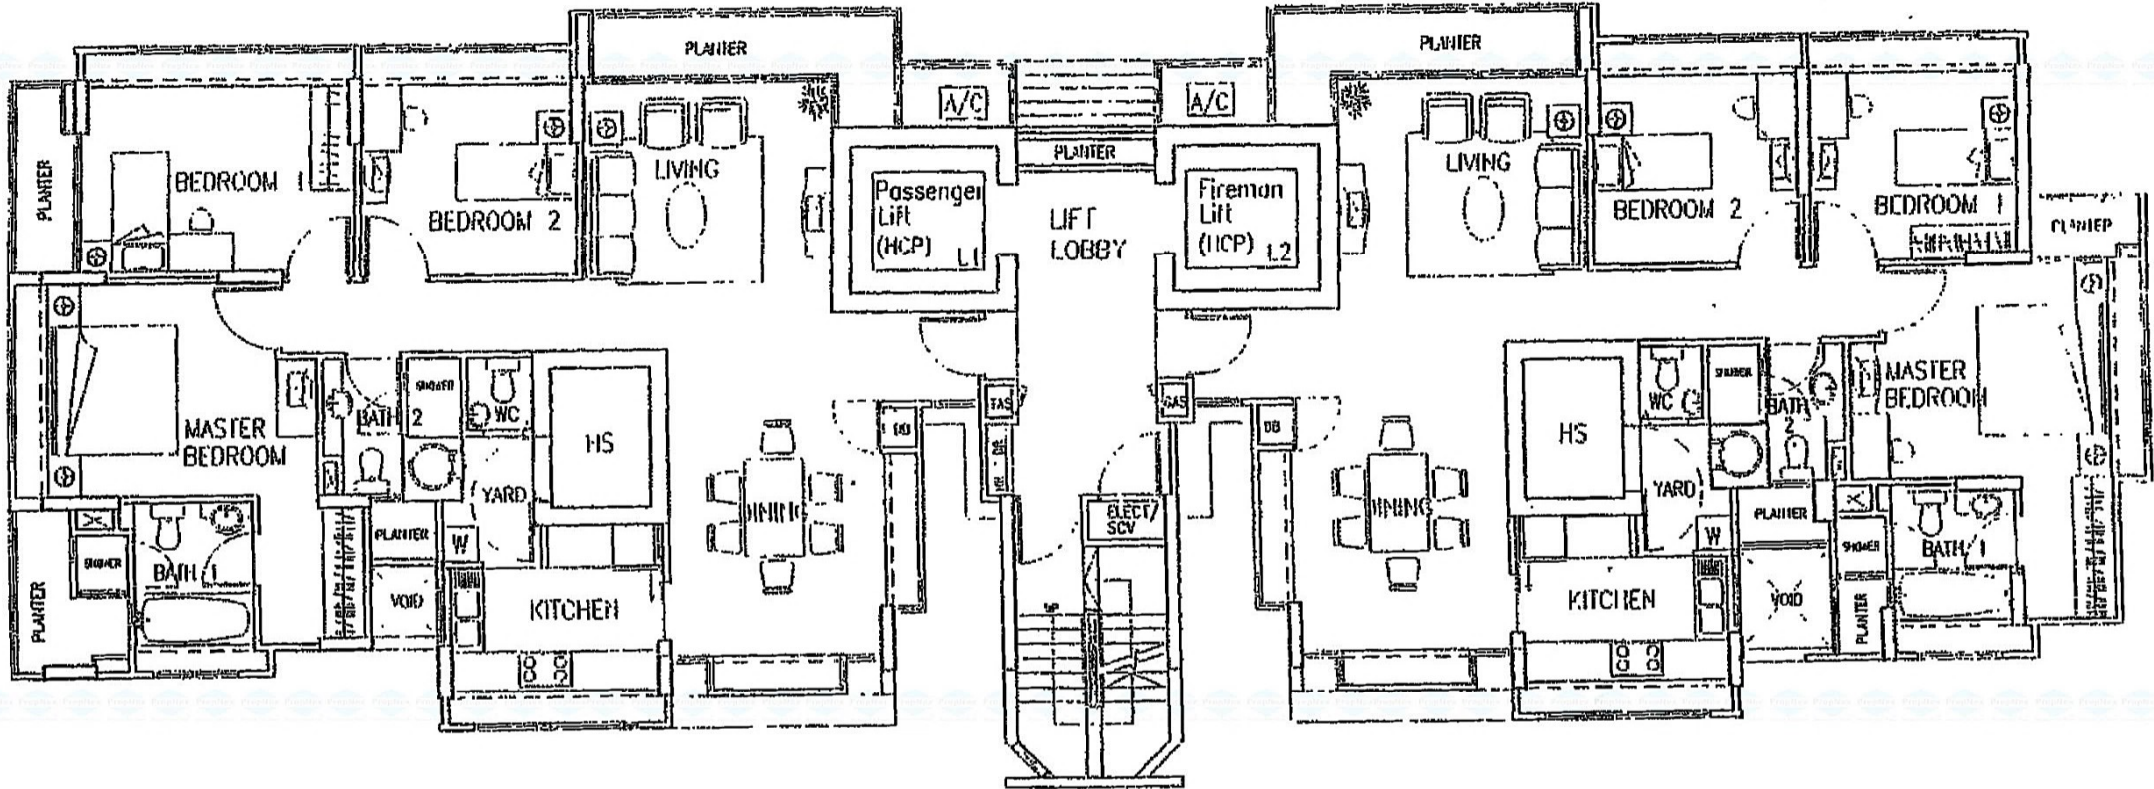 PLANTER
PLANTER
A/C
A/C
PLANTER
LIVING
LIVING
PLANTER
BEDROOM 1
BEDROOM 2
Passenger
Lift
(HCP)
L1
LIFT
LOBBY
Fireman
Lift
(HCP)
L2
BEDROOM 2
BEDROOM 1
PLANTER
MASTER
BEDROOM
BATH 2
SHOWER
WC
HS
YARD
DINING
DB
GAS
GAS
DB
DINING
HS
WC
SHOWER
BATH
2
YARD
MASTER
BEDROOM
ELECT/
SCV
PLANTER
W
W
PLANTER
SHOWER
BATH 1
PLANTER
VOID
KITCHEN
UP
KITCHEN
VOID
SHOWER
PLANTER
BATH 1